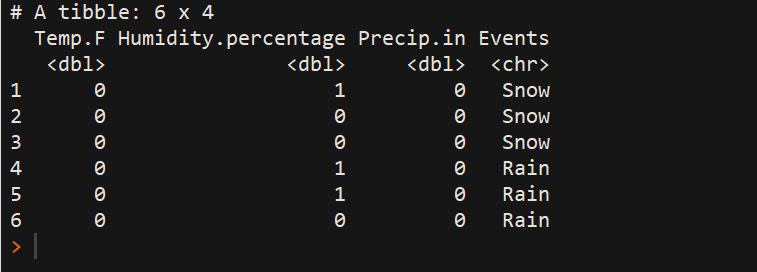 # A tibble: 6 x 4
Temp.F Humidity.percentage Precip.in Events
<dbl> <dbl> <dbl> <chr>
1 0 1 0 Snow
2 0 0 0 Snow
3 0 0 0 Snow
4 0 1 0 Rain
5 0 1 0 Rain
6 0 0 0 Rain
>